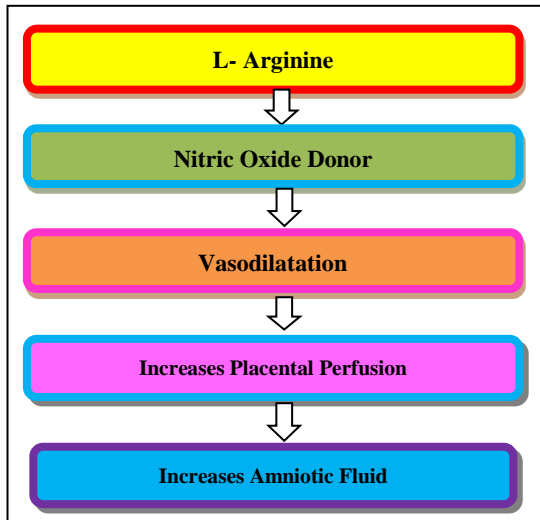 L- Arginine
Nitric Oxide Donor
Vasodilatation
Increases Placental Perfusion
Increases Amniotic Fluid